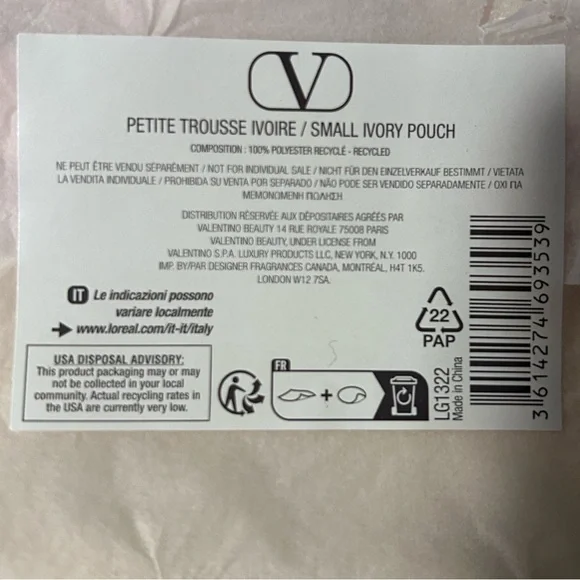 V
PETITE TROUSSE IVOIRE / SMALL IVORY POUCH
COMPOSITION : 100% POLYESTER RECYCLÉ - RECYCLED
NE PEUT ÊTRE VENDU SÉPARÉMENT / NOT FOR INDIVIDUAL SALE / NICHT FÜR DEN EINZELVERKAUF BESTIMMT / VIETATA
LA VENDITA INDIVIDUALE / PROHIBIDA SU VENTA POR SEPARADO / NÃO PODE SER VENDIDO SEPARADAMENTE / ΟΧΙ ΓΙΑ
ΜΕΜΟΝΩΜΕΝΗ ΠΩΛΗΣΗ
DISTRIBUTION RÉSERVÉE AUX DÉPOSITAIRES AGRÉÉS PAR
VALENTINO BEAUTY 14 RUE ROYALE 75008 PARIS
VALENTINO BEAUTY, UNDER LICENSE FROM
VALENTINO S.P.A. LUXURY PRODUCTS LLC, NEW YORK, N.Y. 1000
IMP. BY/PAR DESIGNER FRAGRANCES CANADA, MONTRÉAL, H4T 1K5.
LONDON W12 7SA.
IT Le indicazioni possono
variare localmente
www.loreal.com/it-it/italy
USA DISPOSAL ADVISORY:
This product packaging may or may
not be collected in your local
community. Actual recycling rates in
the USA are currently very low.
FR
+
22
PAP
LG1322
Made in China
3 614274 693539